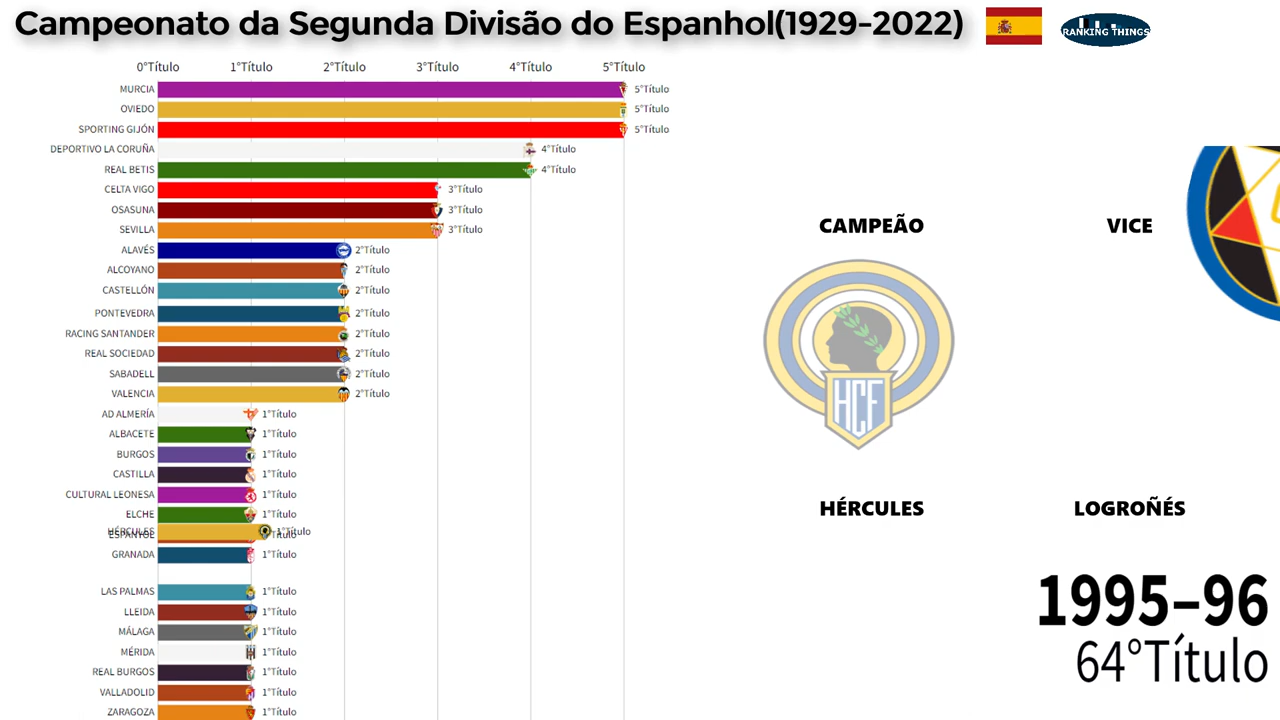 Campeonato da Segunda Divisão do Espanhol(1929-2022)
RANKING THINGS
0°Título 1°Título 2°Título 3°Título 4°Título 5°Título
MURCIA 5°Título
OVIEDO 5°Título
SPORTING GIJÓN 5°Título
DEPORTIVO LA CORUÑA 4°Título
REAL BETIS 4°Título
CELTA VIGO 3°Título
OSASUNA 3°Título
SEVILLA 3°Título
ALAVÉS 2°Título
ALCOYANO 2°Título
CASTELLÓN 2°Título
PONTEVEDRA 2°Título
RACING SANTANDER 2°Título
REAL SOCIEDAD 2°Título
SABADELL 2°Título
VALENCIA 2°Título
AD ALMERÍA 1°Título
ALBACETE 1°Título
BURGOS 1°Título
CASTILLA 1°Título
CULTURAL LEONESA 1°Título
ELCHE 1°Título
HÉRCULES 1°Título
ESPANYOL
GRANADA 1°Título
LAS PALMAS 1°Título
LLEIDA 1°Título
MÁLAGA 1°Título
MÉRIDA 1°Título
REAL BURGOS 1°Título
VALLADOLID 1°Título
ZARAGOZA 1°Título
CAMPEÃO
HCF
HÉRCULES
VICE
LOGROÑÉS
1995-96
64°Título